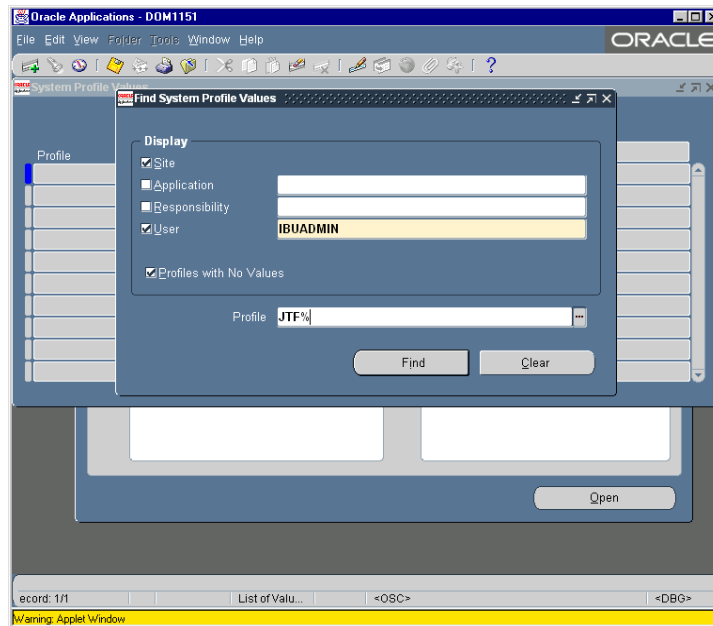 Oracle Applications - DOM1151
File Edit View Folder Tools Window Help
ORACLE
System Profile Values
Find System Profile Values
Display
Site
Application
Responsibility
User IBUADMIN
Profiles with No Values
Profile JTF%
Find Clear
Profile
Open
ecord: 1/1 List of Valu... <OSC> <DBG>
Warning: Applet Window